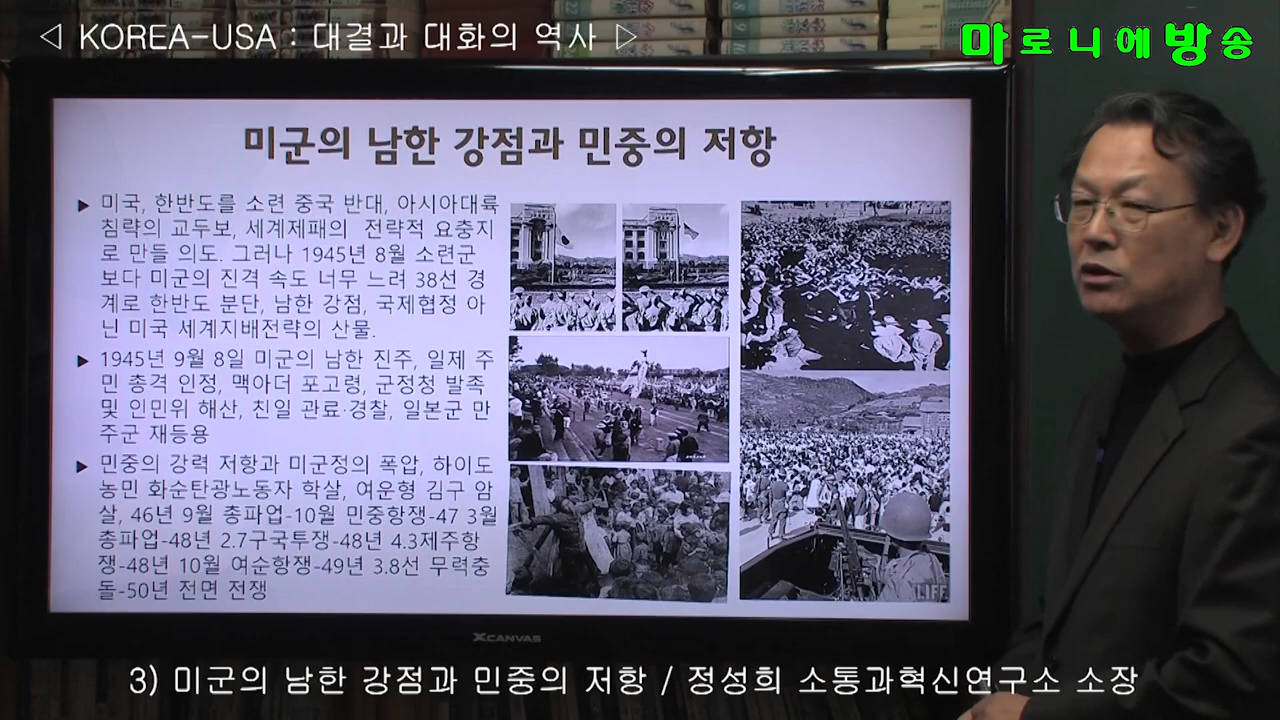 ◁ KOREA-USA : 대결과 대화의 역사 ▷
마로니에방송
미군의 남한 강점과 민중의 저항
▶ 미국, 한반도를 소련 중국 반대, 아시아대륙
침략의 교두보, 세계제패의 전략적 요충지
로 만들 의도. 그러나 1945년 8월 소련군
보다 미군의 진격 속도 너무 느려 38선 경
계로 한반도 분단, 남한 강점, 국제협정 아
닌 미국 세계지배전략의 산물.
▶ 1945년 9월 8일 미군의 남한 진주, 일제 주
민 총격 인정, 맥아더 포고령, 군정청 발족
및 인민위 해산, 친일 관료·경찰, 일본군 만
주군 재등용
▶ 민중의 강력 저항과 미군정의 폭압, 하의도
농민 화순탄광노동자 학살, 여운형 김구 암
살, 46년 9월 총파업-10월 민중항쟁-47 3월
총파업-48년 2.7구국투쟁-48년 4.3제주항
쟁-48년 10월 여순항쟁-49년 3.8선 무력충
돌-50년 전면 전쟁
LIFE
XCANVAS
3) 미군의 남한 강점과 민중의 저항 / 정성희 소통과혁신연구소 소장